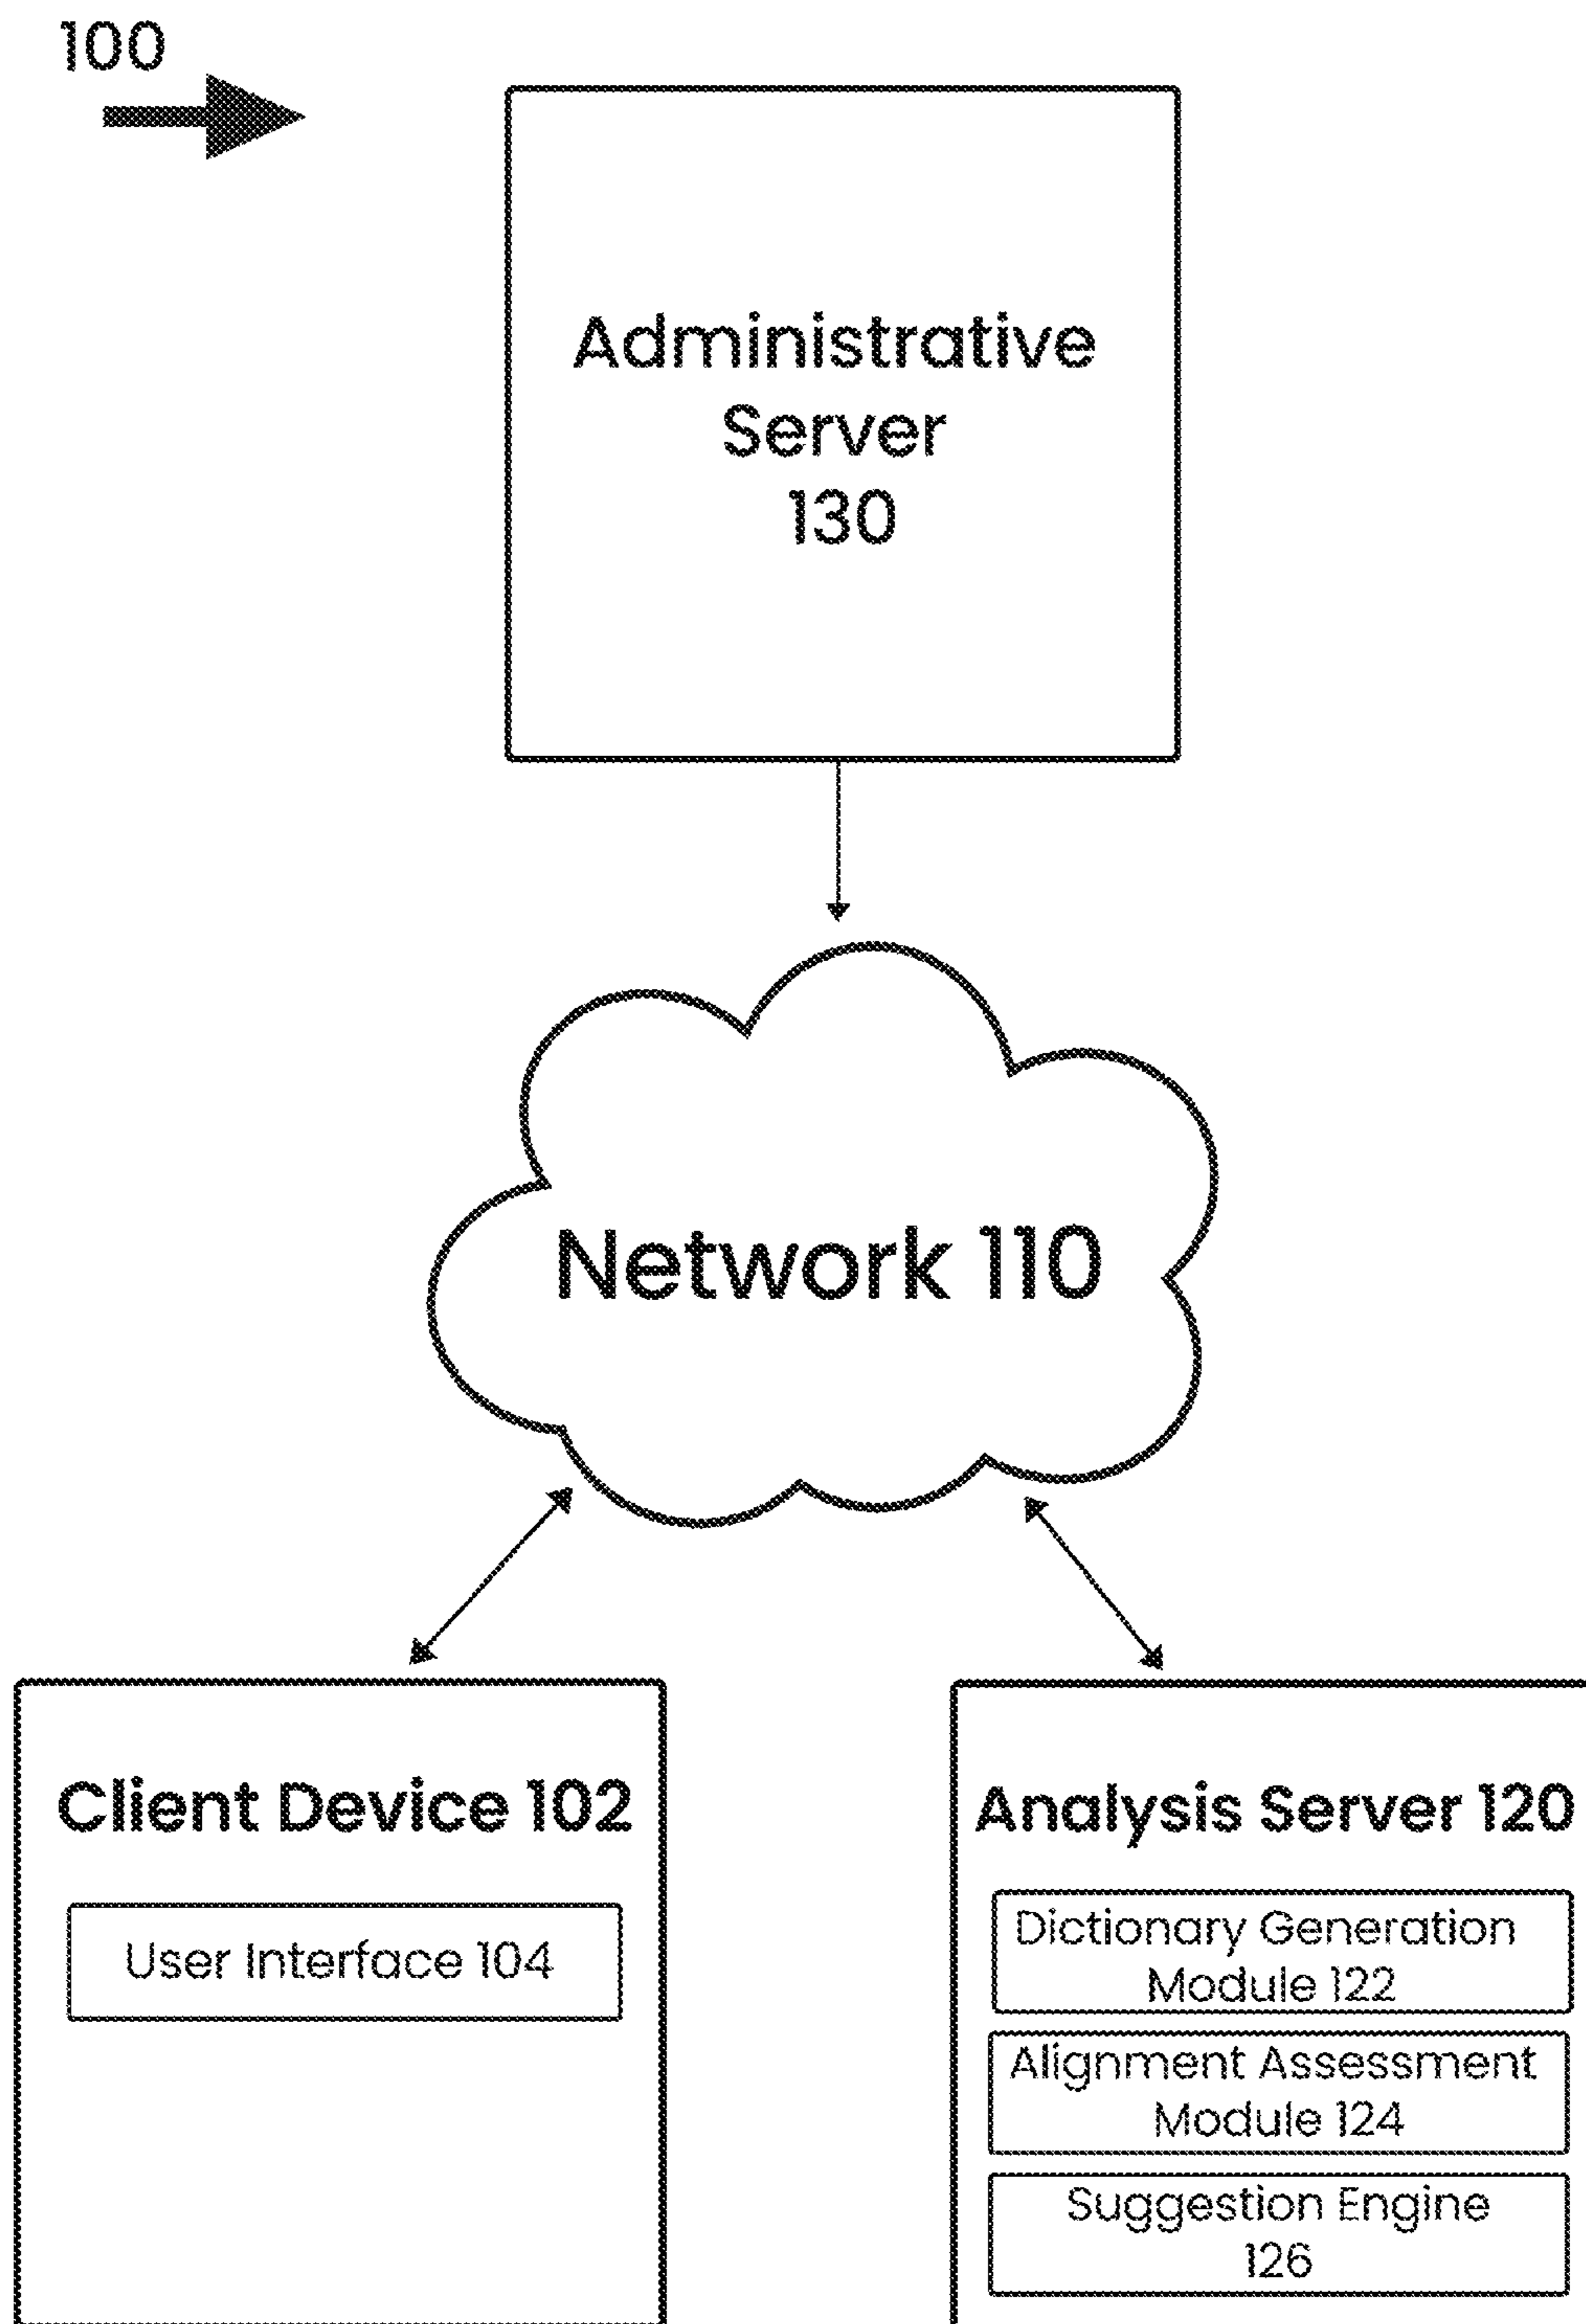 100
Administrative
Server
130
Network 110
Client Device 102
User Interface 104
Analysis Server 120
Dictionary Generation
Module 122
Alignment Assessment
Module 124
Suggestion Engine
126